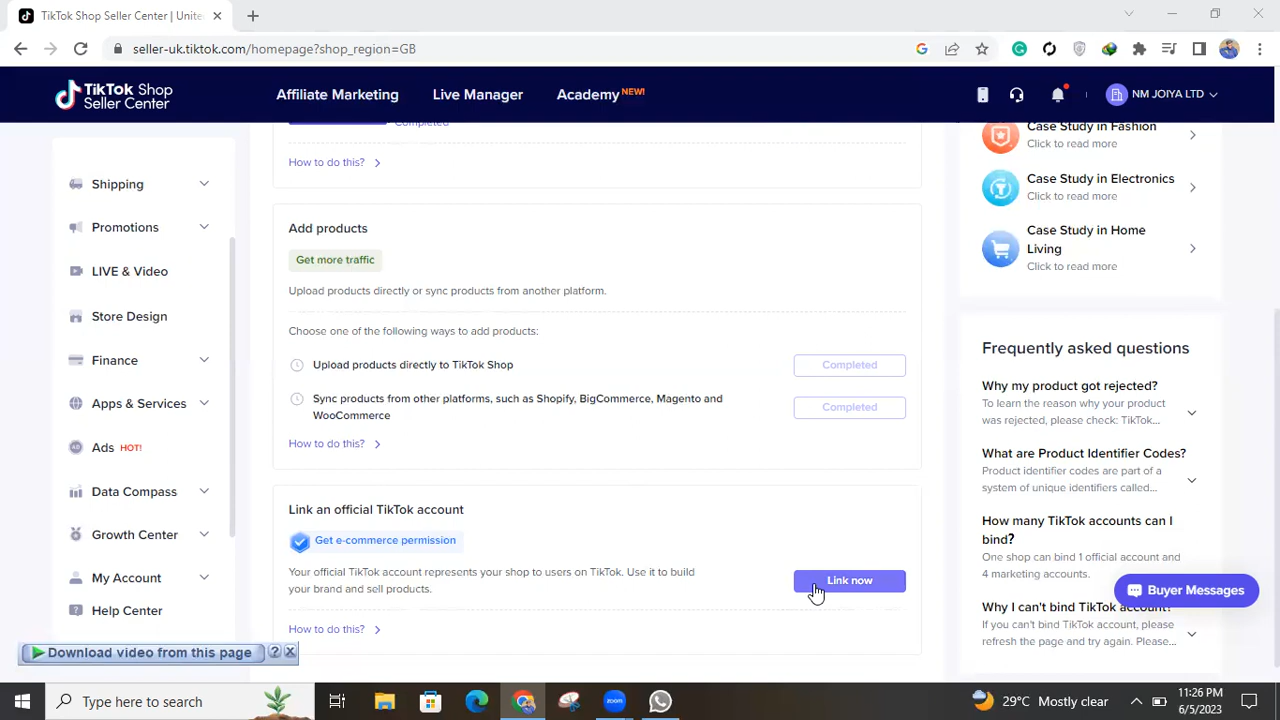 TikTok Shop Seller Center | Unite
seller-uk.tiktok.com/homepage?shop_region=GB
TikTok Shop
Seller Center
Affiliate Marketing
Live Manager
Academy NEW!
NM JOIYA LTD
Shipping
Promotions
LIVE & Video
Store Design
Finance
Apps & Services
Ads HOT!
Data Compass
Growth Center
My Account
Help Center
Completed
How to do this?
Add products
Get more traffic
Upload products directly or sync products from another platform.
Choose one of the following ways to add products:
Upload products directly to TikTok Shop
Completed
Sync products from other platforms, such as Shopify, BigCommerce, Magento and
WooCommerce
Completed
How to do this?
Link an official TikTok account
Get e-commerce permission
Your official TikTok account represents your shop to users on TikTok. Use it to build
your brand and sell products.
Link now
How to do this?
Case Study in Fashion
Click to read more
Case Study in Electronics
Click to read more
Case Study in Home
Living
Click to read more
Frequently asked questions
Why my product got rejected?
To learn the reason why your product
was rejected, please check: TikTok...
What are Product Identifier Codes?
Product identifier codes are part of a
system of unique identifiers called...
How many TikTok accounts can I
bind?
One shop can bind 1 official account and
4 marketing accounts.
Buyer Messages
Why I can't bind TikTok account?
If you can't bind TikTok account, please
refresh the page and try again. Please...
Download video from this page
? X
Type here to search
zoom
29°C Mostly clear
11:26 PM
6/5/2023